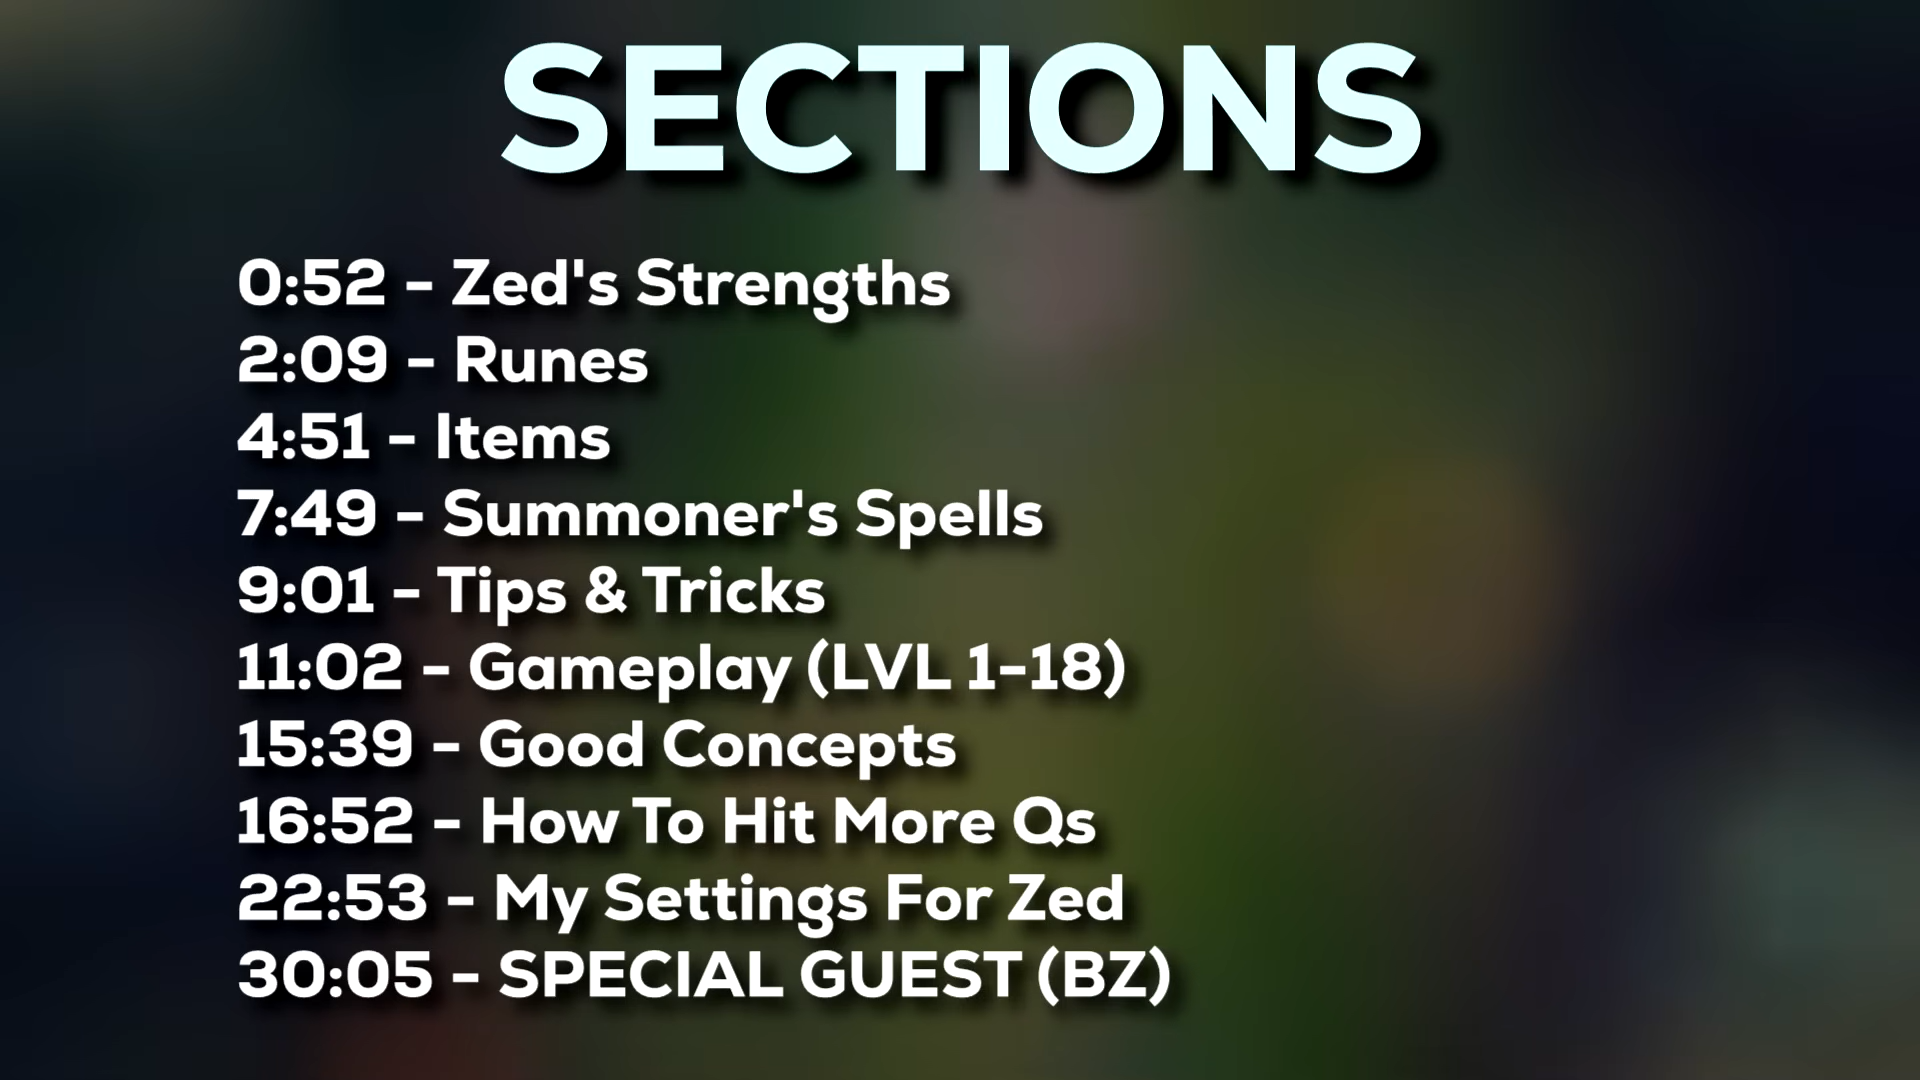 SECTIONS
0:52 - Zed's Strengths
2:09 - Runes
4:51 - Items
7:49 - Summoner's Spells
9:01 - Tips & Tricks
11:02 - Gameplay (LVL 1-18)
15:39 - Good Concepts
16:52 - How To Hit More Qs
22:53 - My Settings For Zed
30:05 - SPECIAL GUEST (BZ)